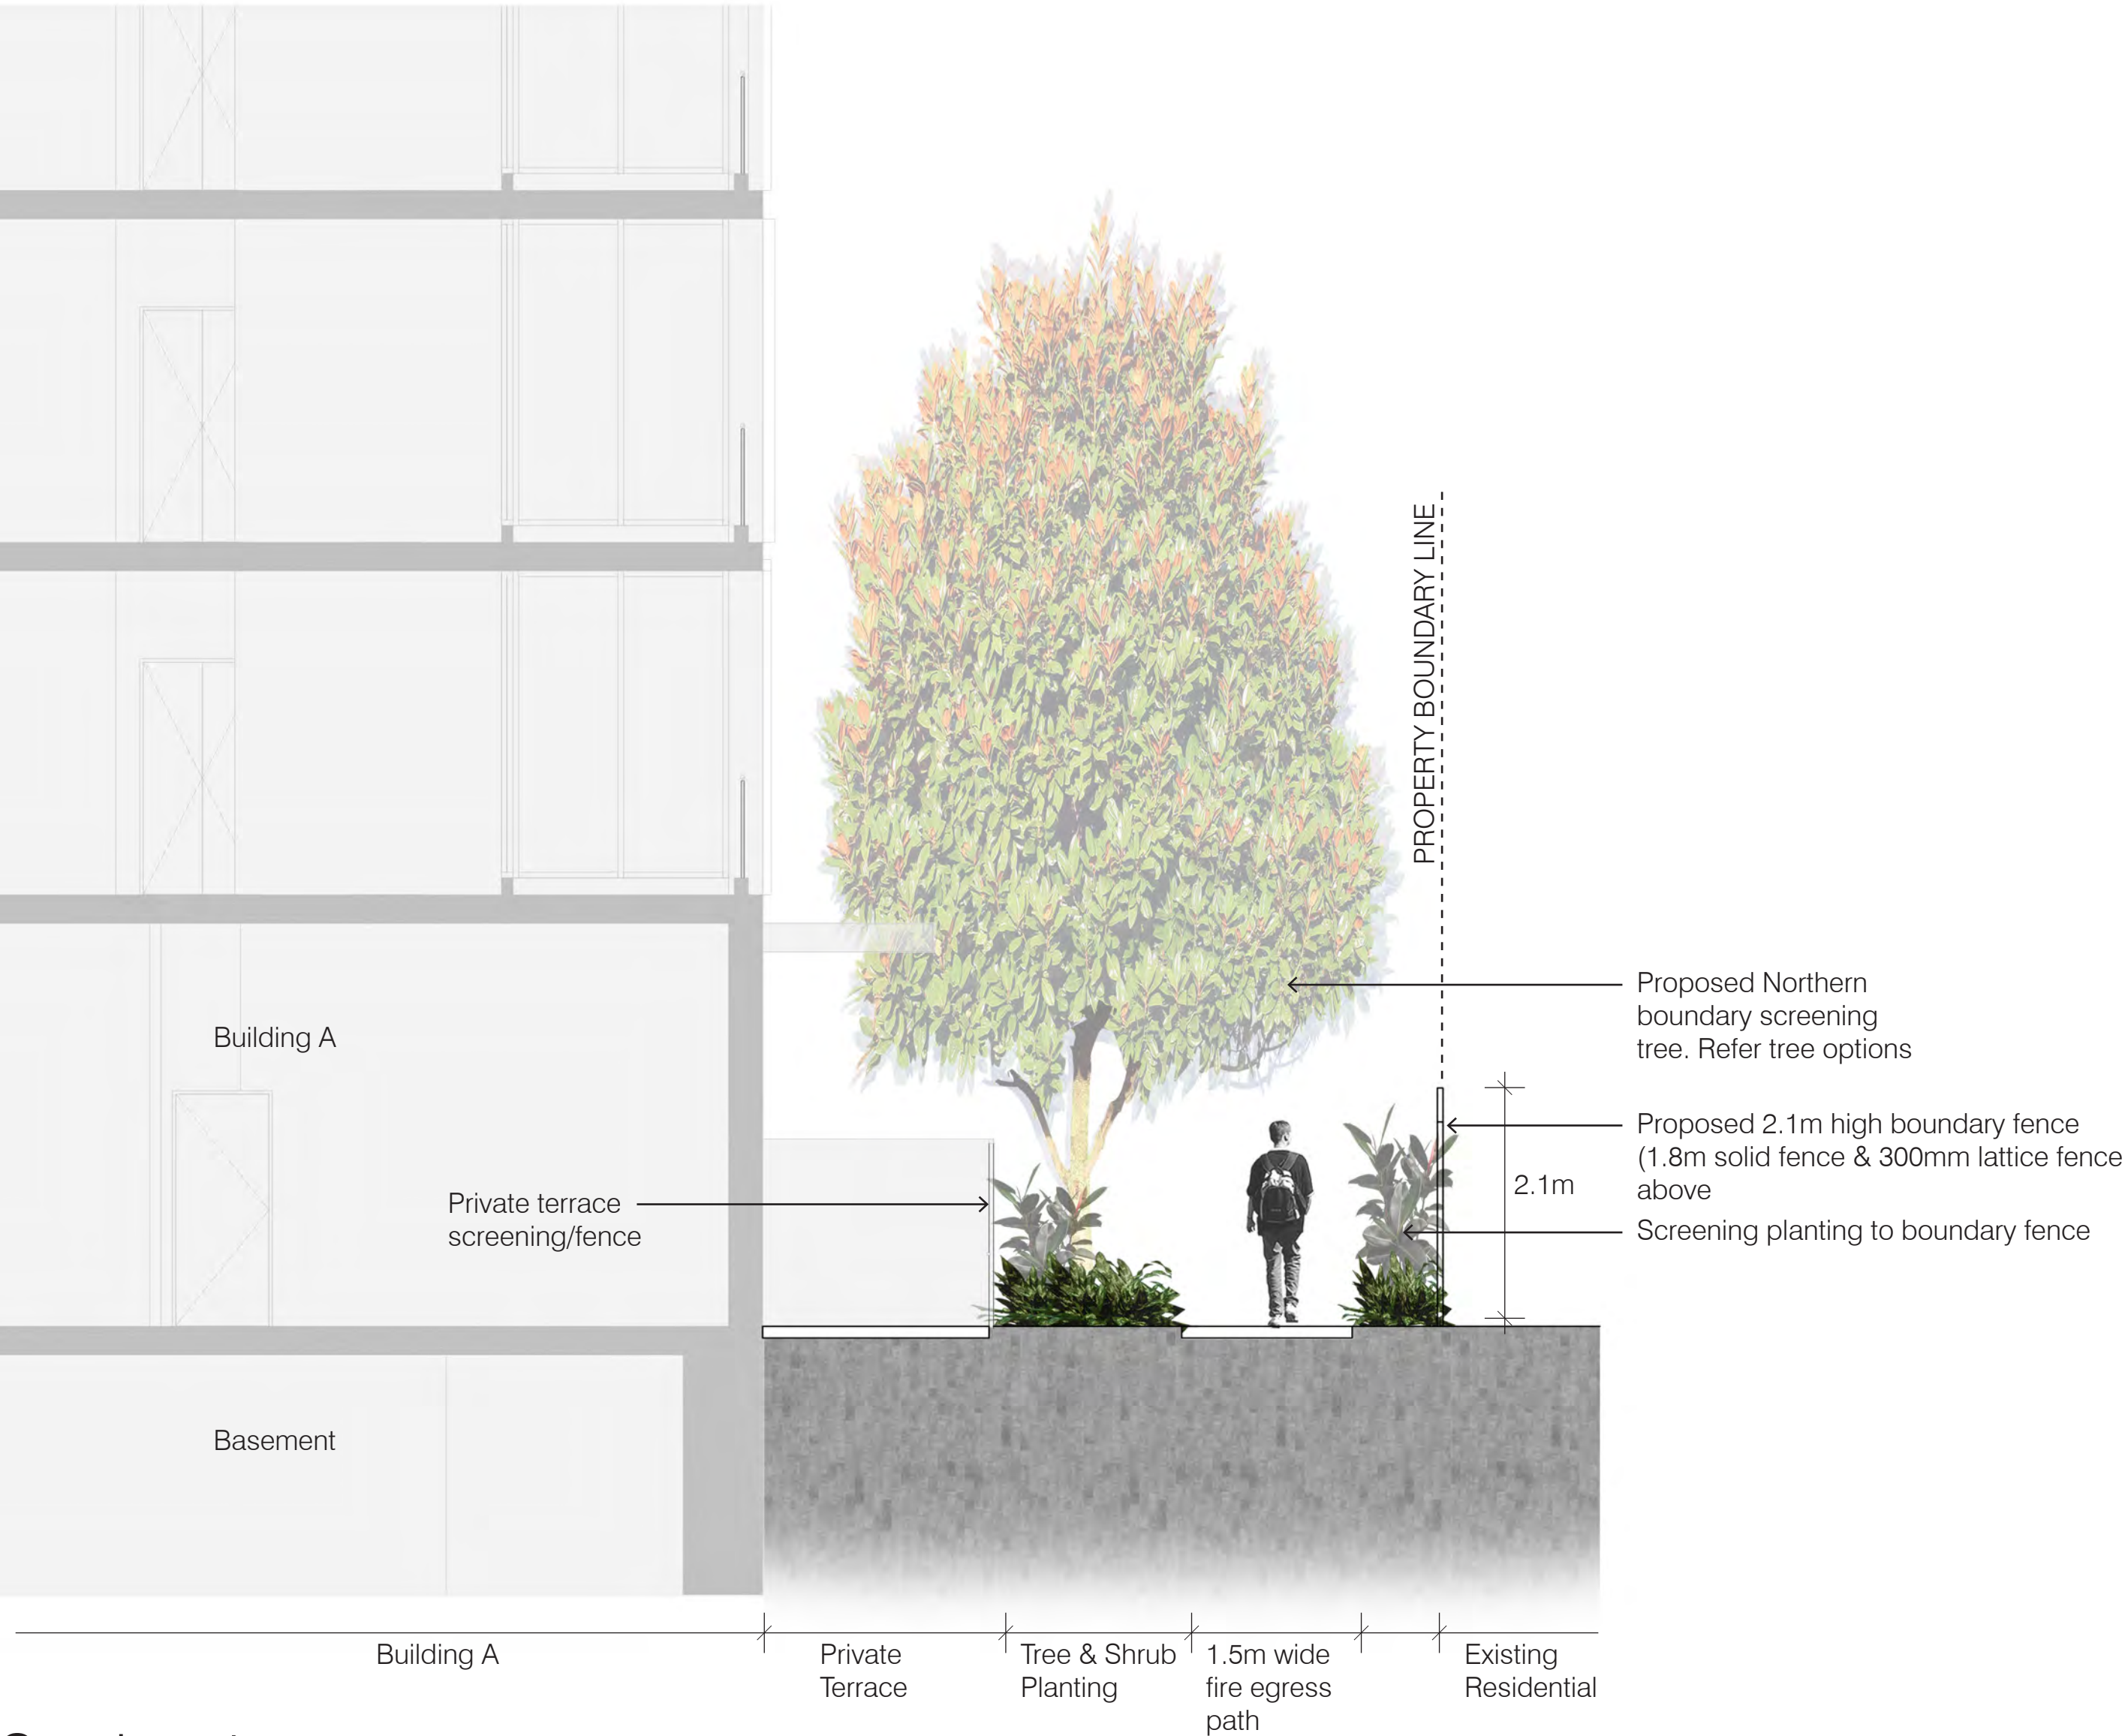 PROPERTY BOUNDARY LINE
Proposed Northern
boundary screening
tree. Refer tree options
Building A
Proposed 2.1m high boundary fence
(1.8m solid fence & 300mm lattice fence
above
2.1m
Private terrace
screening/fence
Screening planting to boundary fence
Basement
Building A
Private
Terrace
Tree & Shrub
Planting
1.5m wide
fire egress
path
Existing
Residential